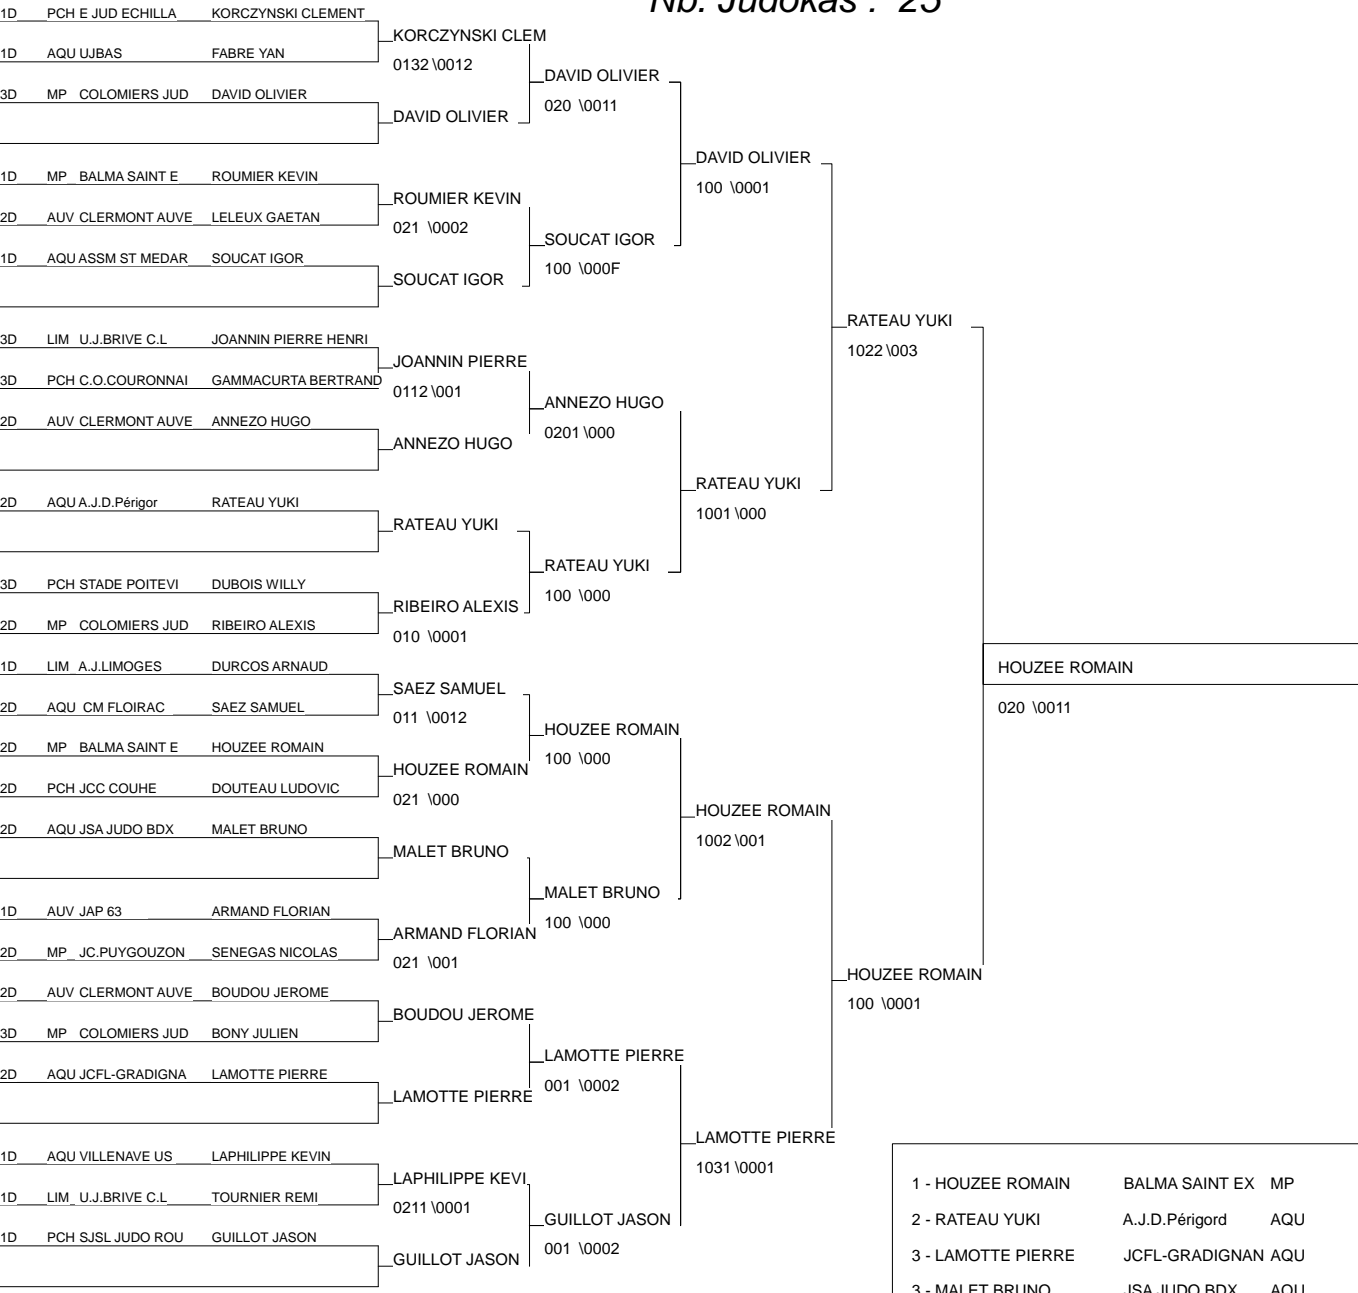 Nb. Judokas : 25
1D PCH E JUD ECHILLA KORCZYNSKI CLEMENT
1D AQU UJBAS FABRE YAN
3D MP COLOMIERS JUD DAVID OLIVIER
1D MP BALMA SAINT E ROUMIER KEVIN
2D AUV CLERMONT AUVE LELEUX GAETAN
1D AQU ASSM ST MEDAR SOUCAT IGOR
3D LIM U.J.BRIVE C.L JOANNIN PIERRE HENRI
3D PCH C.O.COURONNAI GAMMACURTA BERTRAND
2D AUV CLERMONT AUVE ANNEZO HUGO
2D AQU A.J.D.Périgor RATEAU YUKI
3D PCH STADE POITEVI DUBOIS WILLY
2D MP COLOMIERS JUD RIBEIRO ALEXIS
1D LIM A.J.LIMOGES DURCOS ARNAUD
2D AQU CM FLOIRAC SAEZ SAMUEL
2D MP BALMA SAINT E HOUZEE ROMAIN
2D PCH JCC COUHE DOUTEAU LUDOVIC
2D AQU JSA JUDO BDX MALET BRUNO
1D AUV JAP 63 ARMAND FLORIAN
2D MP JC.PUYGOUZON SENEGAS NICOLAS
2D AUV CLERMONT AUVE BOUDOU JEROME
3D MP COLOMIERS JUD BONY JULIEN
2D AQU JCFL-GRADIGNA LAMOTTE PIERRE
1D AQU VILLENAVE US LAPHILIPPE KEVIN
1D LIM U.J.BRIVE C.L TOURNIER REMI
1D PCH SJSL JUDO ROU GUILLOT JASON
KORCZYNSKI CLEM
0132 \0012
DAVID OLIVIER
ROUMIER KEVIN
021 \0002
SOUCAT IGOR
JOANNIN PIERRE
0112 \001
ANNEZO HUGO
RATEAU YUKI
RIBEIRO ALEXIS
010 \0001
SAEZ SAMUEL
011 \0012
HOUZEE ROMAIN
021 \000
MALET BRUNO
ARMAND FLORIAN
021 \001
BOUDOU JEROME
LAMOTTE PIERRE
LAPHILIPPE KEVI
0211 \0001
GUILLOT JASON
DAVID OLIVIER
020 \0011
SOUCAT IGOR
100 \000F
ANNEZO HUGO
0201 \000
RATEAU YUKI
100 \000
HOUZEE ROMAIN
100 \000
MALET BRUNO
100 \000
LAMOTTE PIERRE
001 \0002
GUILLOT JASON
001 \0002
DAVID OLIVIER
100 \0001
RATEAU YUKI
1001 \000
HOUZEE ROMAIN
1002 \001
LAMOTTE PIERRE
1031 \0001
RATEAU YUKI
1022 \003
HOUZEE ROMAIN
100 \0001
HOUZEE ROMAIN
020 \0011
1 - HOUZEE ROMAIN BALMA SAINT EX MP
2 - RATEAU YUKI A.J.D.Périgord AQU
3 - LAMOTTE PIERRE JCFL-GRADIGNAN AQU
3 - MALET BRUNO JSA JUDO BDX AQU